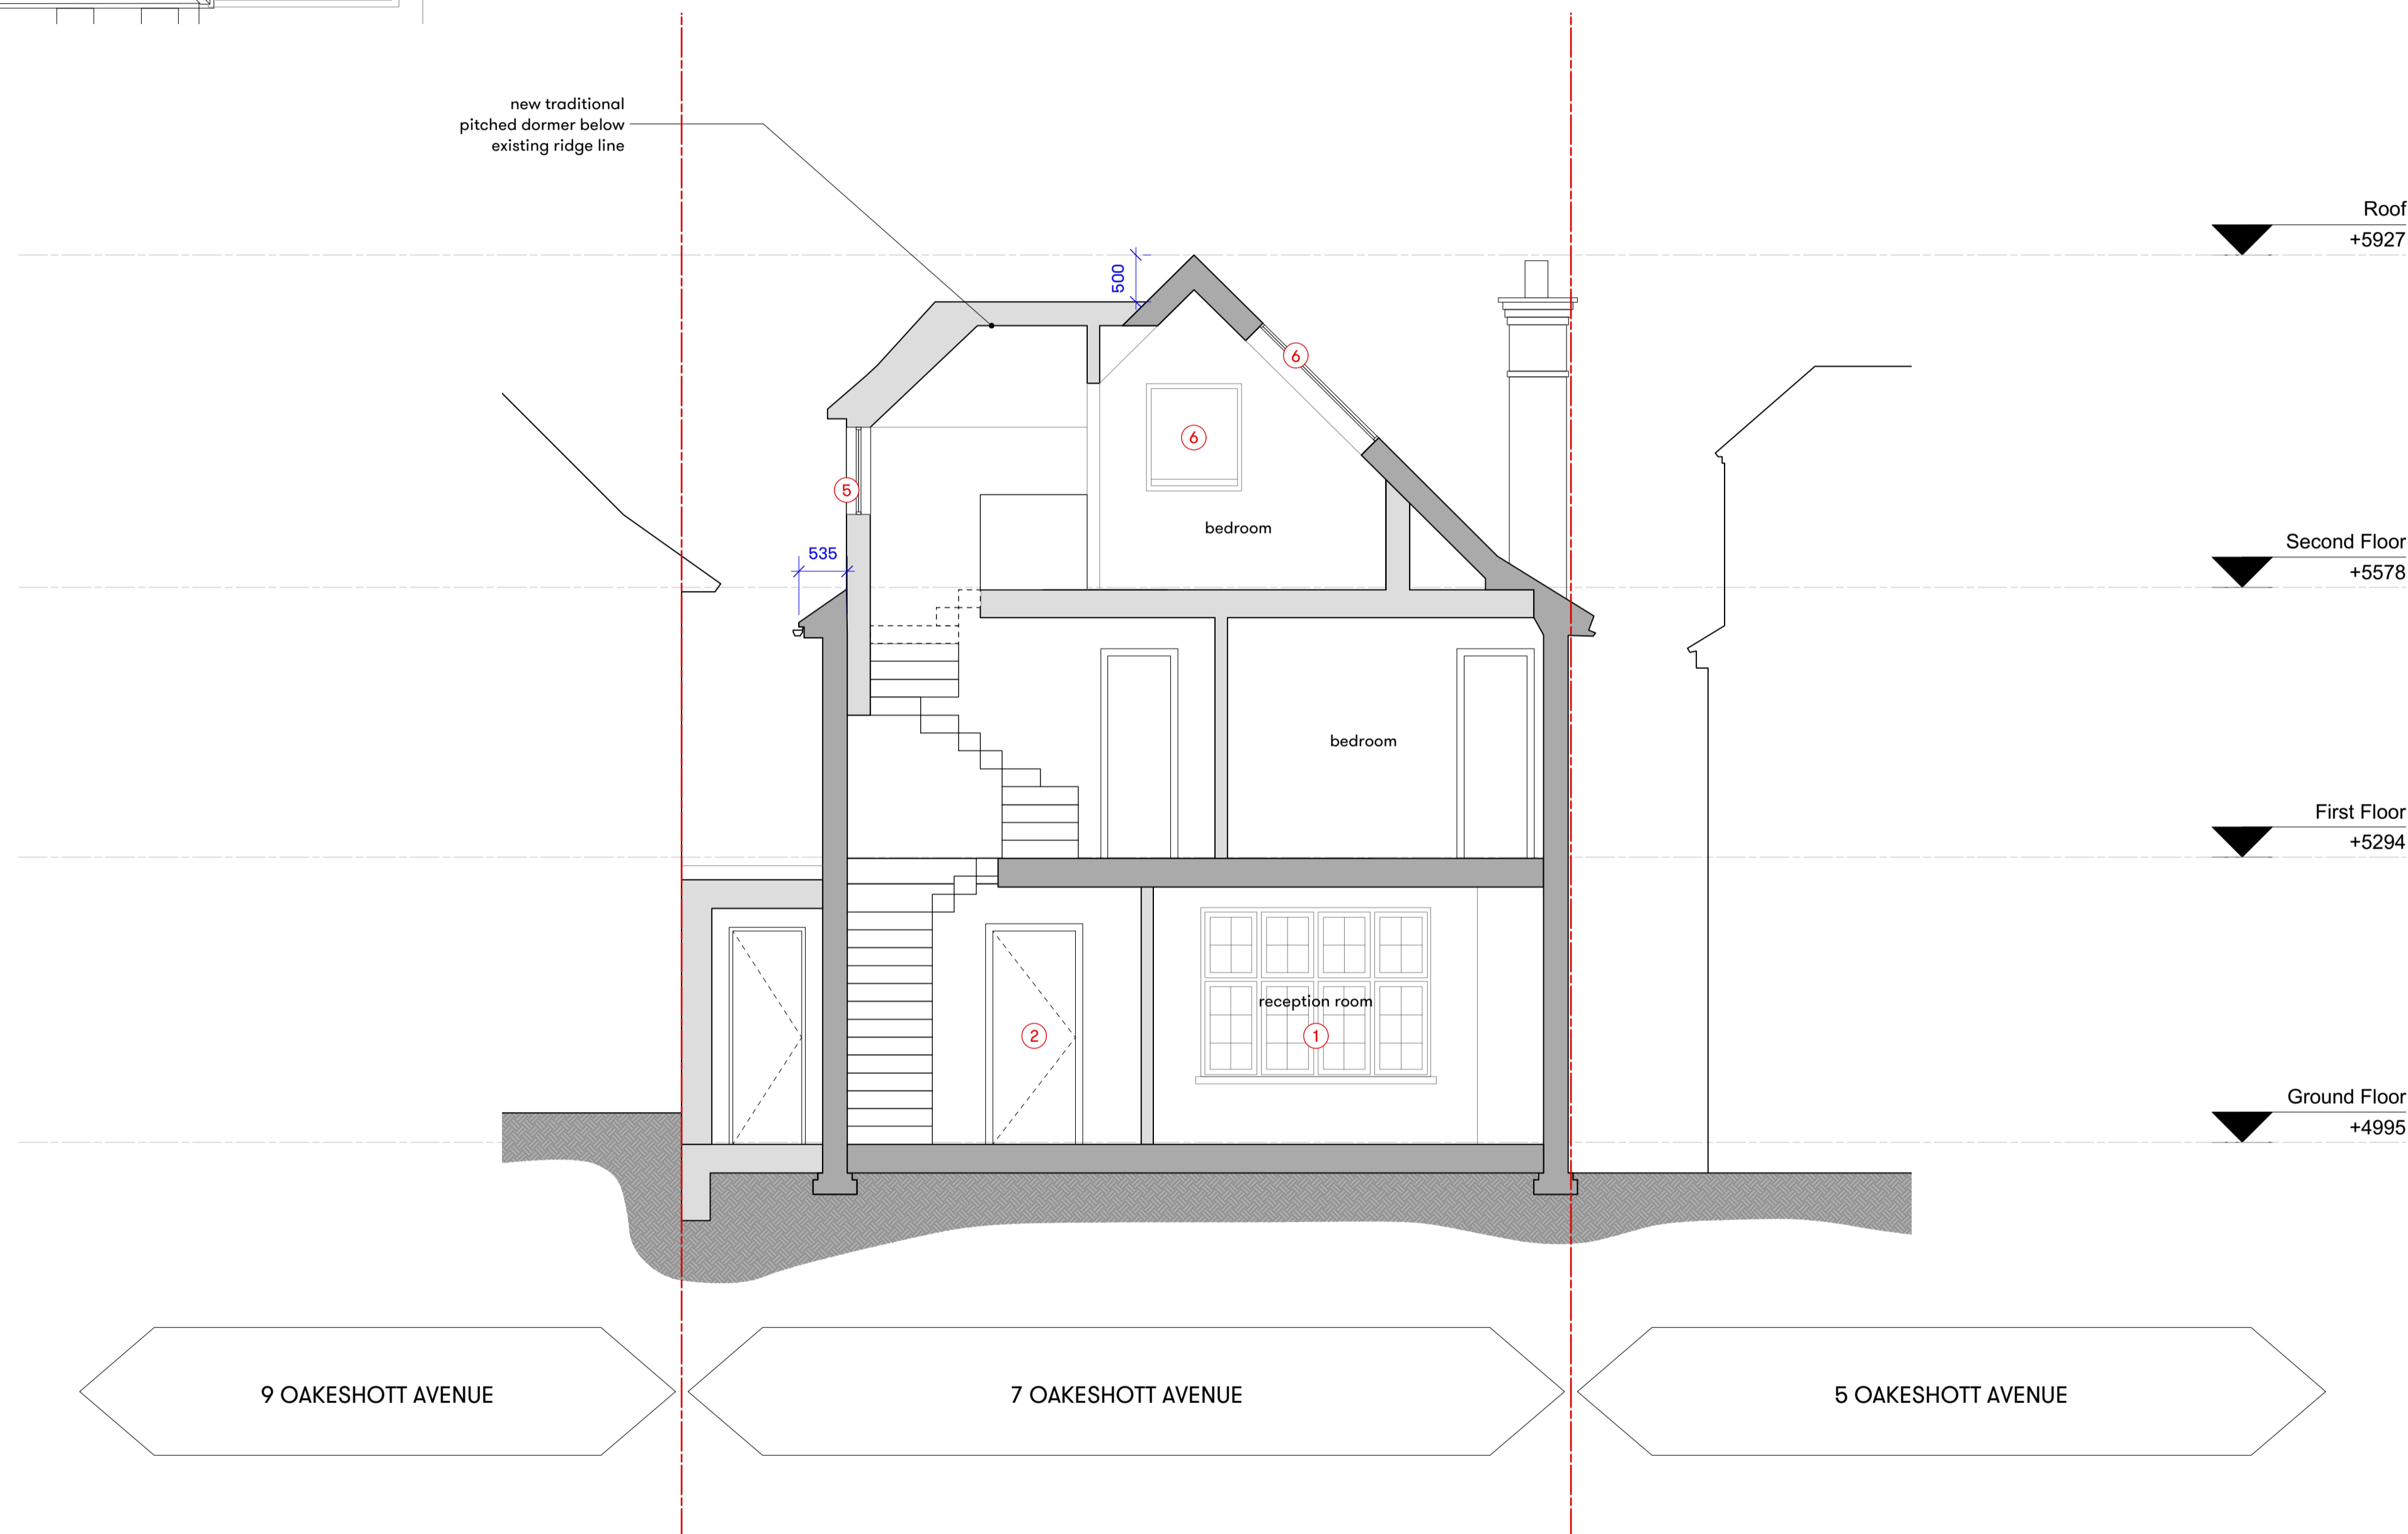 new traditional
pitched dormer below
existing ridge line
Roof
+5927
500
6
6
5
bedroom
535
Second Floor
+5578
bedroom
First Floor
+5294
reception room
2
1
Ground Floor
+4995
9 OAKESHOTT AVENUE
7 OAKESHOTT AVENUE
5 OAKESHOTT AVENUE